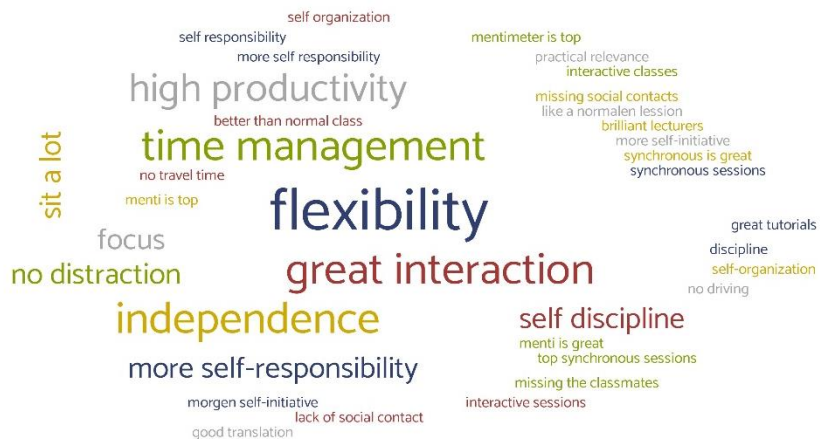 self organization
self responsibility
mentimeter is top
more self responsibility
practical relevance
interactive classes
high productivity
missing social contacts
like a normalen lession
better than normal class
brilliant lecturers
more self-initiative
time management
synchronous is great
synchronous sessions
sit a lot
no travel time
menti is top
flexibility
great tutorials
focus
discipline
no distraction
great interaction
self-organization
no driving
independence
self discipline
menti is great
top synchronous sessions
more self-responsibility
missing the classmates
morgen self-initiative
interactive sessions
lack of social contact
good translation